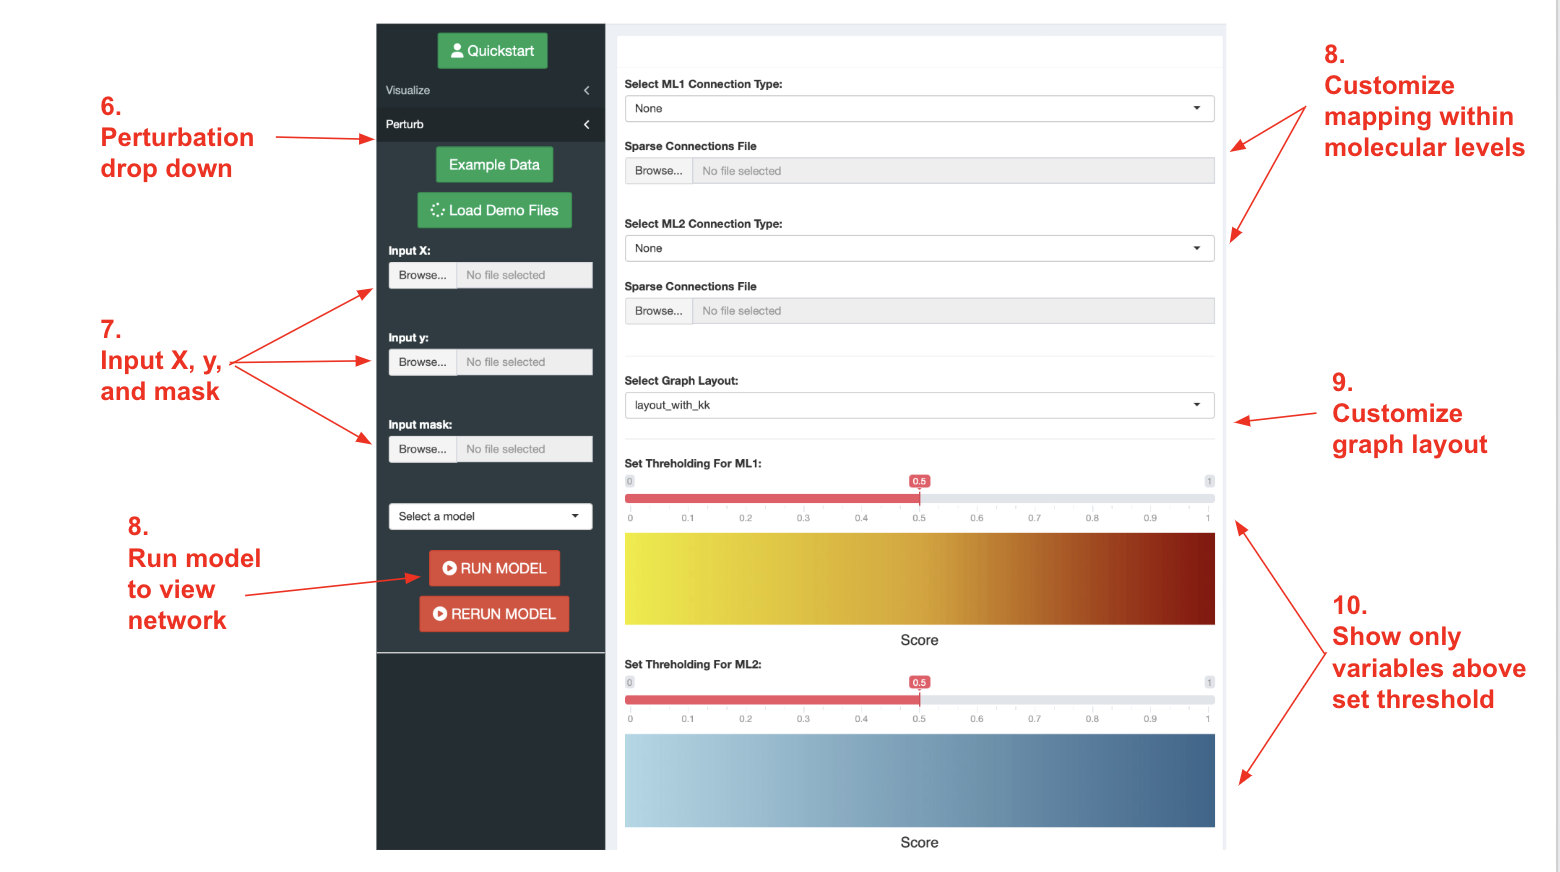 6.
Perturbation
drop down
7.
Input X, y,
and mask
8.
Run model
to view
network
Quickstart
Visualize
Perturb
Example Data
Load Demo Files
Input X:
Browse... No file selected
Input y:
Browse... No file selected
Input mask:
Browse... No file selected
Select a model
RUN MODEL
RERUN MODEL
Select ML1 Connection Type:
None
Sparse Connections File
Browse... No file selected
Select ML2 Connection Type:
None
Sparse Connections File
Browse... No file selected
Select Graph Layout:
layout_with_kk
Set Threholding For ML1:
0 0.5 1
0 0.1 0.2 0.3 0.4 0.5 0.6 0.7 0.8 0.9 1
Score
Set Threholding For ML2:
0 0.5 1
0 0.1 0.2 0.3 0.4 0.5 0.6 0.7 0.8 0.9 1
Score
8.
Customize
mapping within
molecular levels
9.
Customize
graph layout
10.
Show only
variables above
set threshold